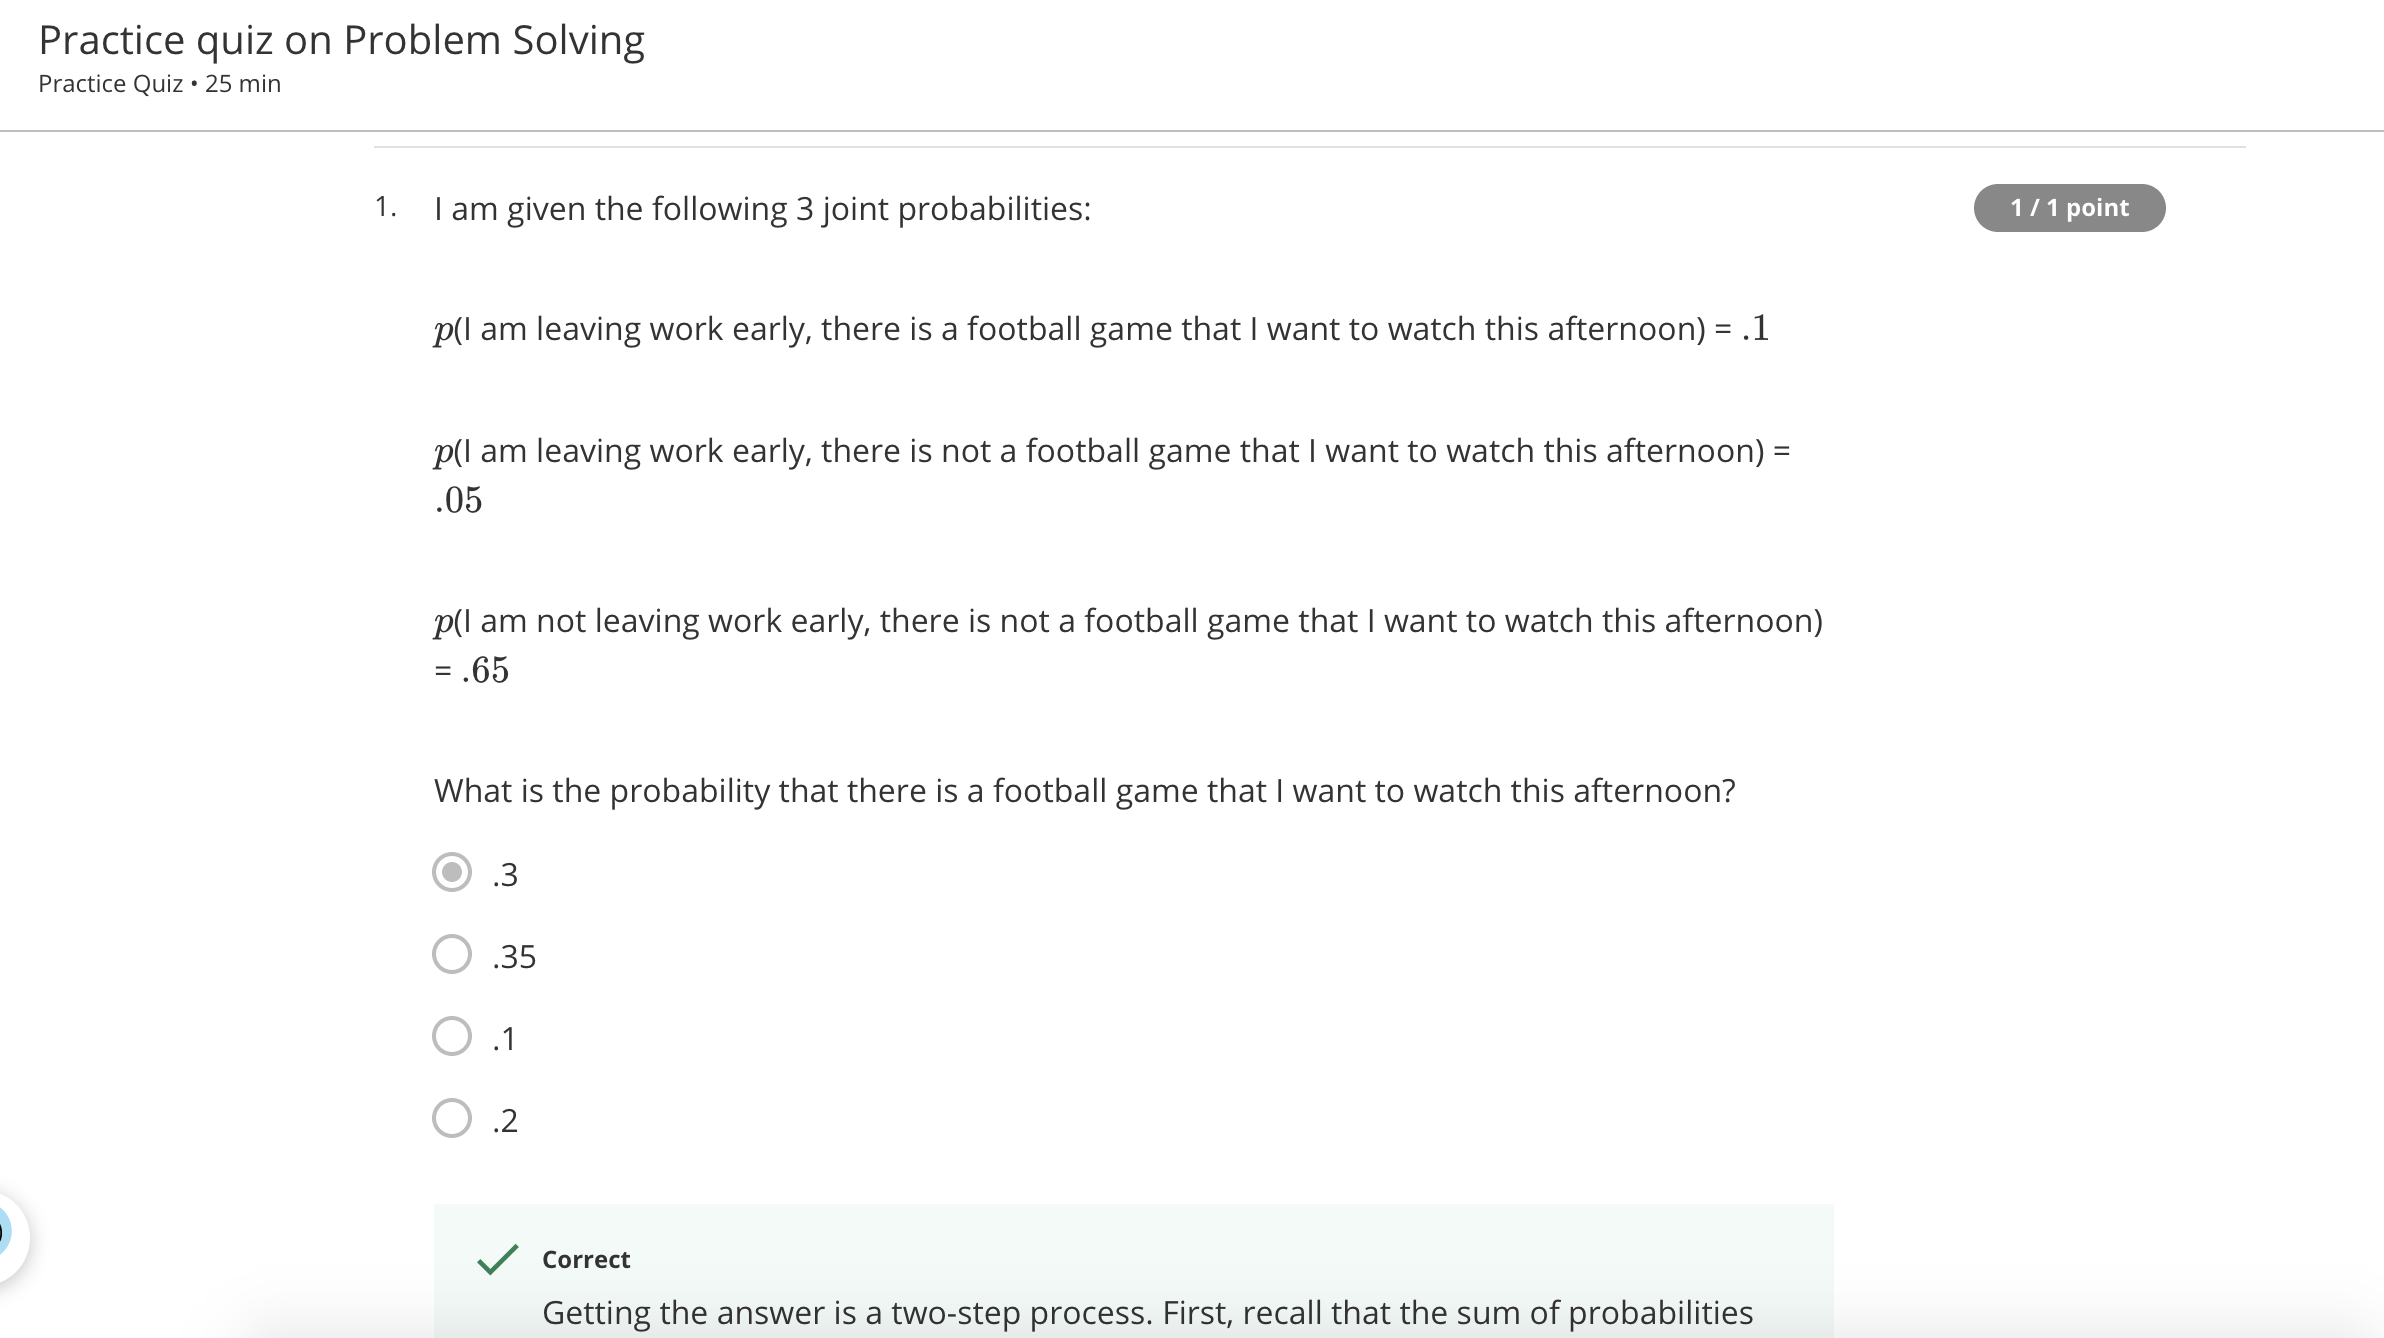 Practice quiz on Problem Solving
Practice Quiz • 25 min
1. I am given the following 3 joint probabilities:
1 / 1 point
p(I am leaving work early, there is a football game that I want to watch this afternoon) = .1
p(I am leaving work early, there is not a football game that I want to watch this afternoon) =
.05
p(I am not leaving work early, there is not a football game that I want to watch this afternoon)
= .65
What is the probability that there is a football game that I want to watch this afternoon?
.3
.35
.1
.2
Correct
Getting the answer is a two-step process. First, recall that the sum of probabilities